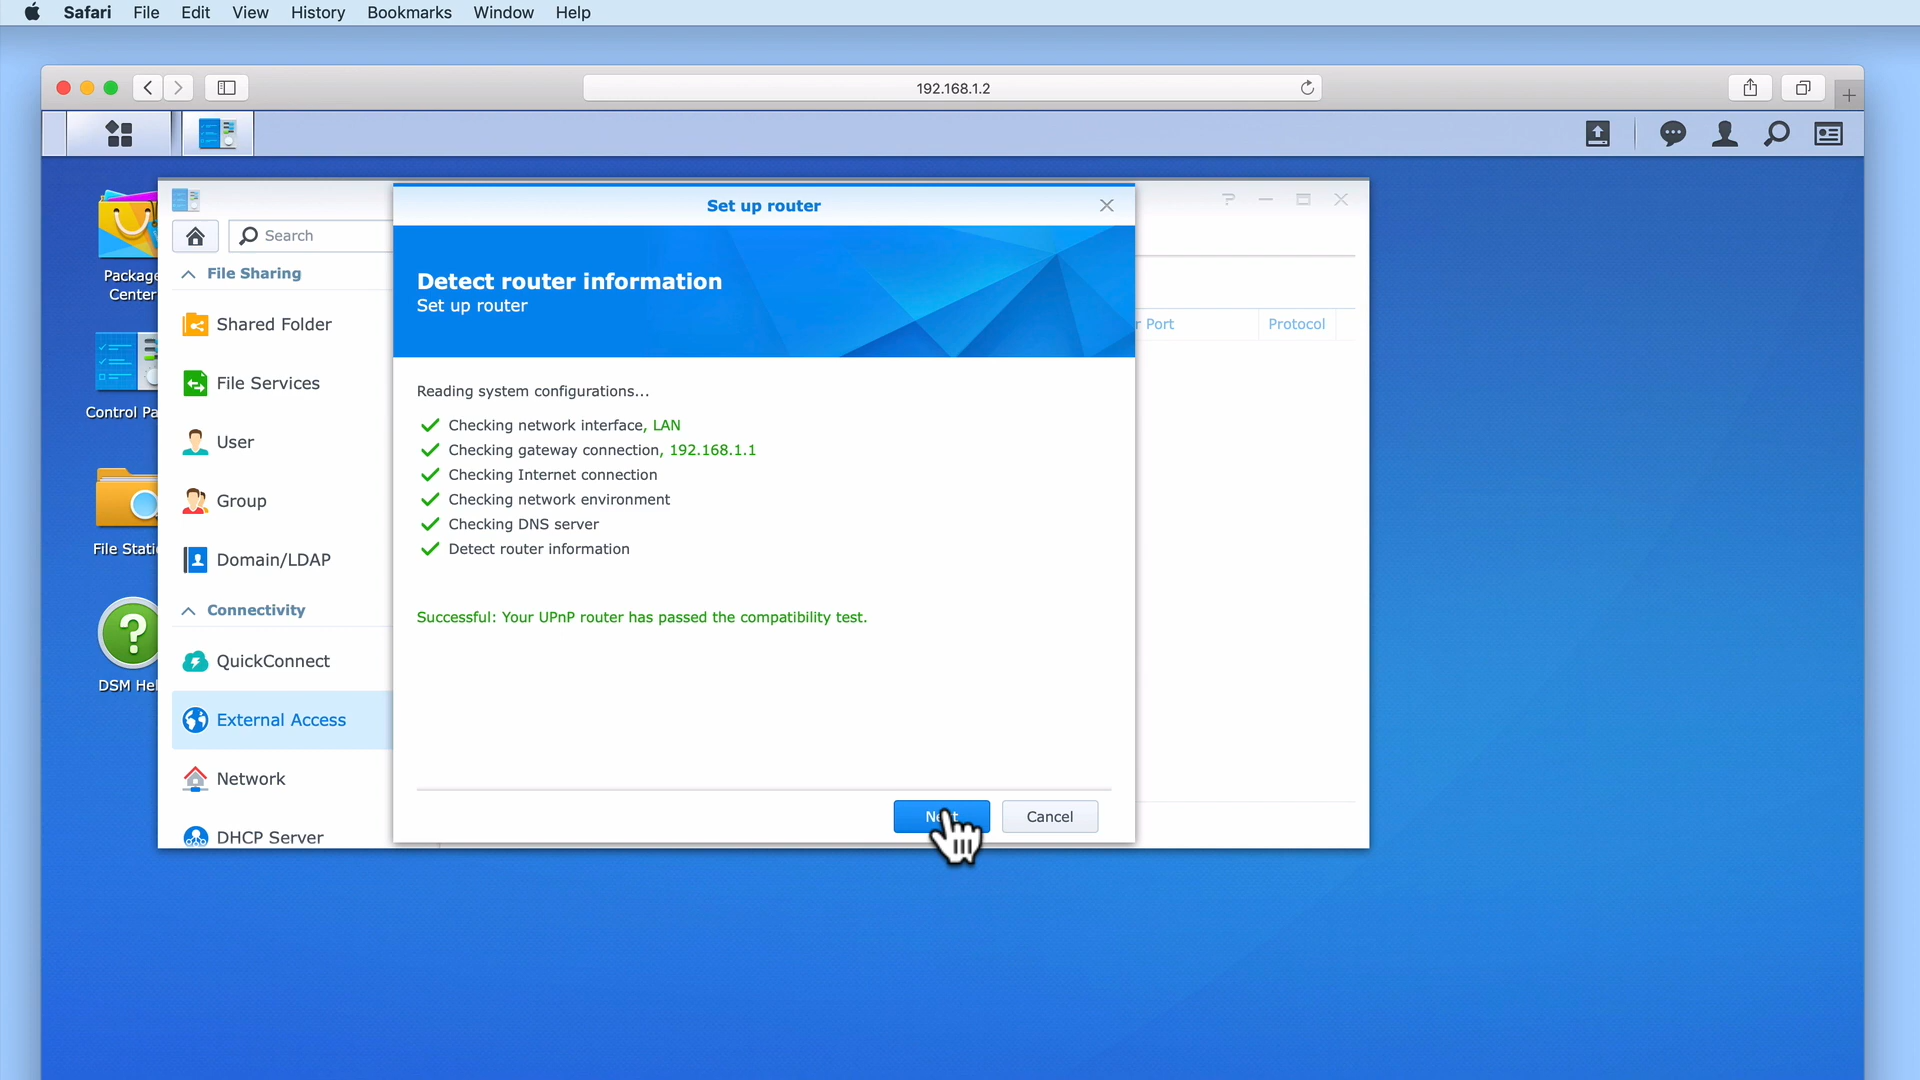 Safari File Edit View History Bookmarks Window Help
192.168.1.2
Package
Center
File Stati
DSM Hel
Search
File Sharing
Shared Folder
File Services
User
Group
Domain/LDAP
Connectivity
QuickConnect
External Access
Network
DHCP Server
Set up router
Detect router information
Set up router
Reading system configurations...
Checking network interface, LAN
Checking gateway connection, 192.168.1.1
Checking Internet connection
Checking network environment
Checking DNS server
Detect router information
Successful: Your UPnP router has passed the compatibility test.
Cancel
r Port Protocol
Control Pa